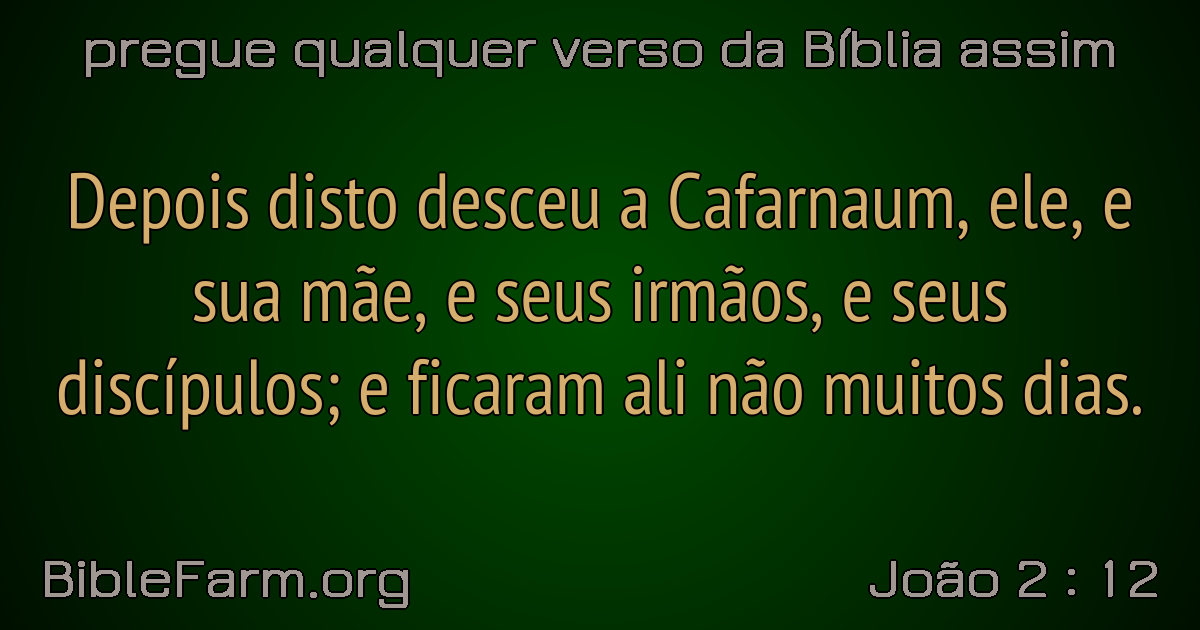 pregue qualquer verso da Bíblia assim
Depois disto desceu a Cafarnaum, ele, e
sua mãe, e seus irmãos, e seus
discípulos; e ficaram ali não muitos dias.
BibleFarm.org
João 2 : 12